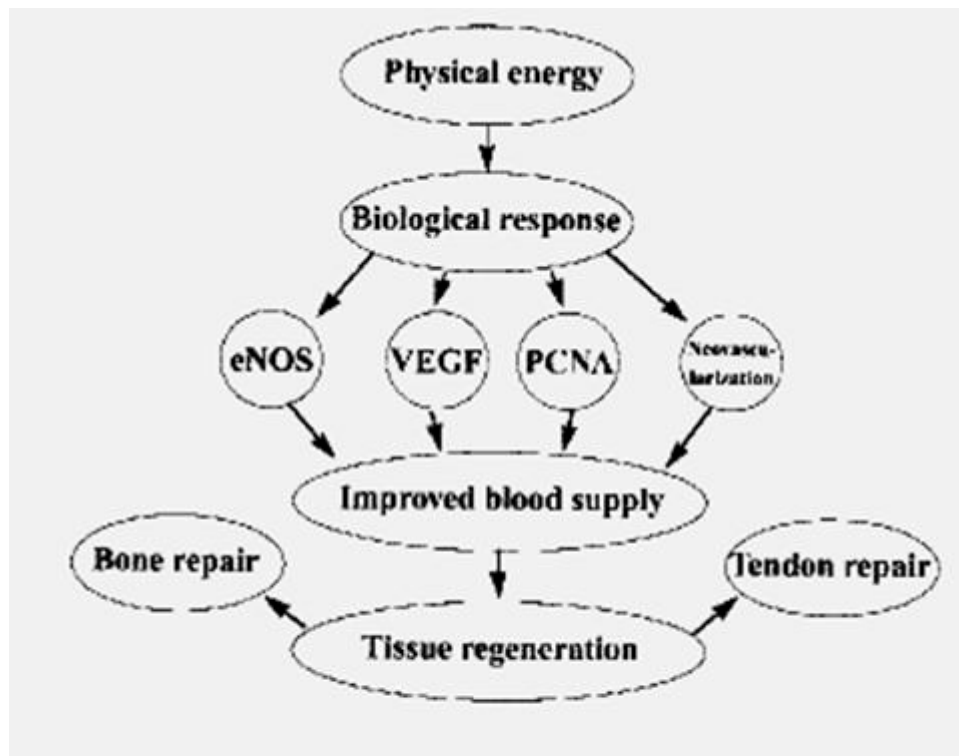 Physical energy
Biological response
eNOS
VEGF
PCNA
Neovascu-
larization
Improved blood supply
Bone repair
Tendon repair
Tissue regeneration